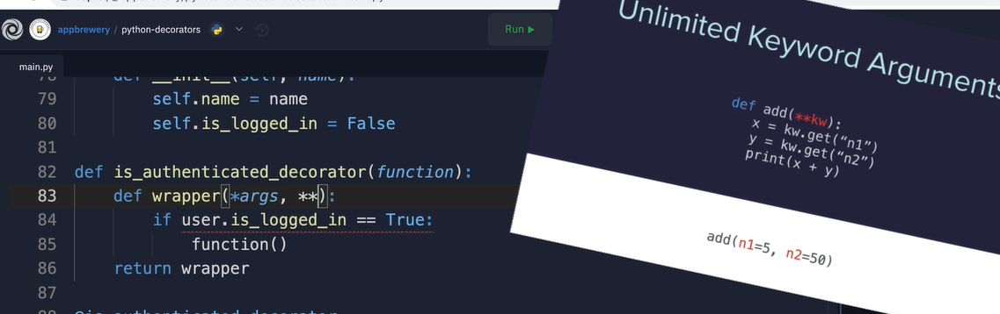 appbrewery / python-decorators
Run
main.py
78 def __init__(self, name):
79 self.name = name
80 self.is_logged_in = False
81
82 def is_authenticated_decorator(function):
83 def wrapper(*args, **):
84 if user.is_logged_in == True:
85 function()
86 return wrapper
87
88 @is_authenticated_decorator
Unlimited Keyword Arguments
def add(**kw):
x = kw.get(“n1”)
y = kw.get(“n2”)
print(x + y)
add(n1=5, n2=50)